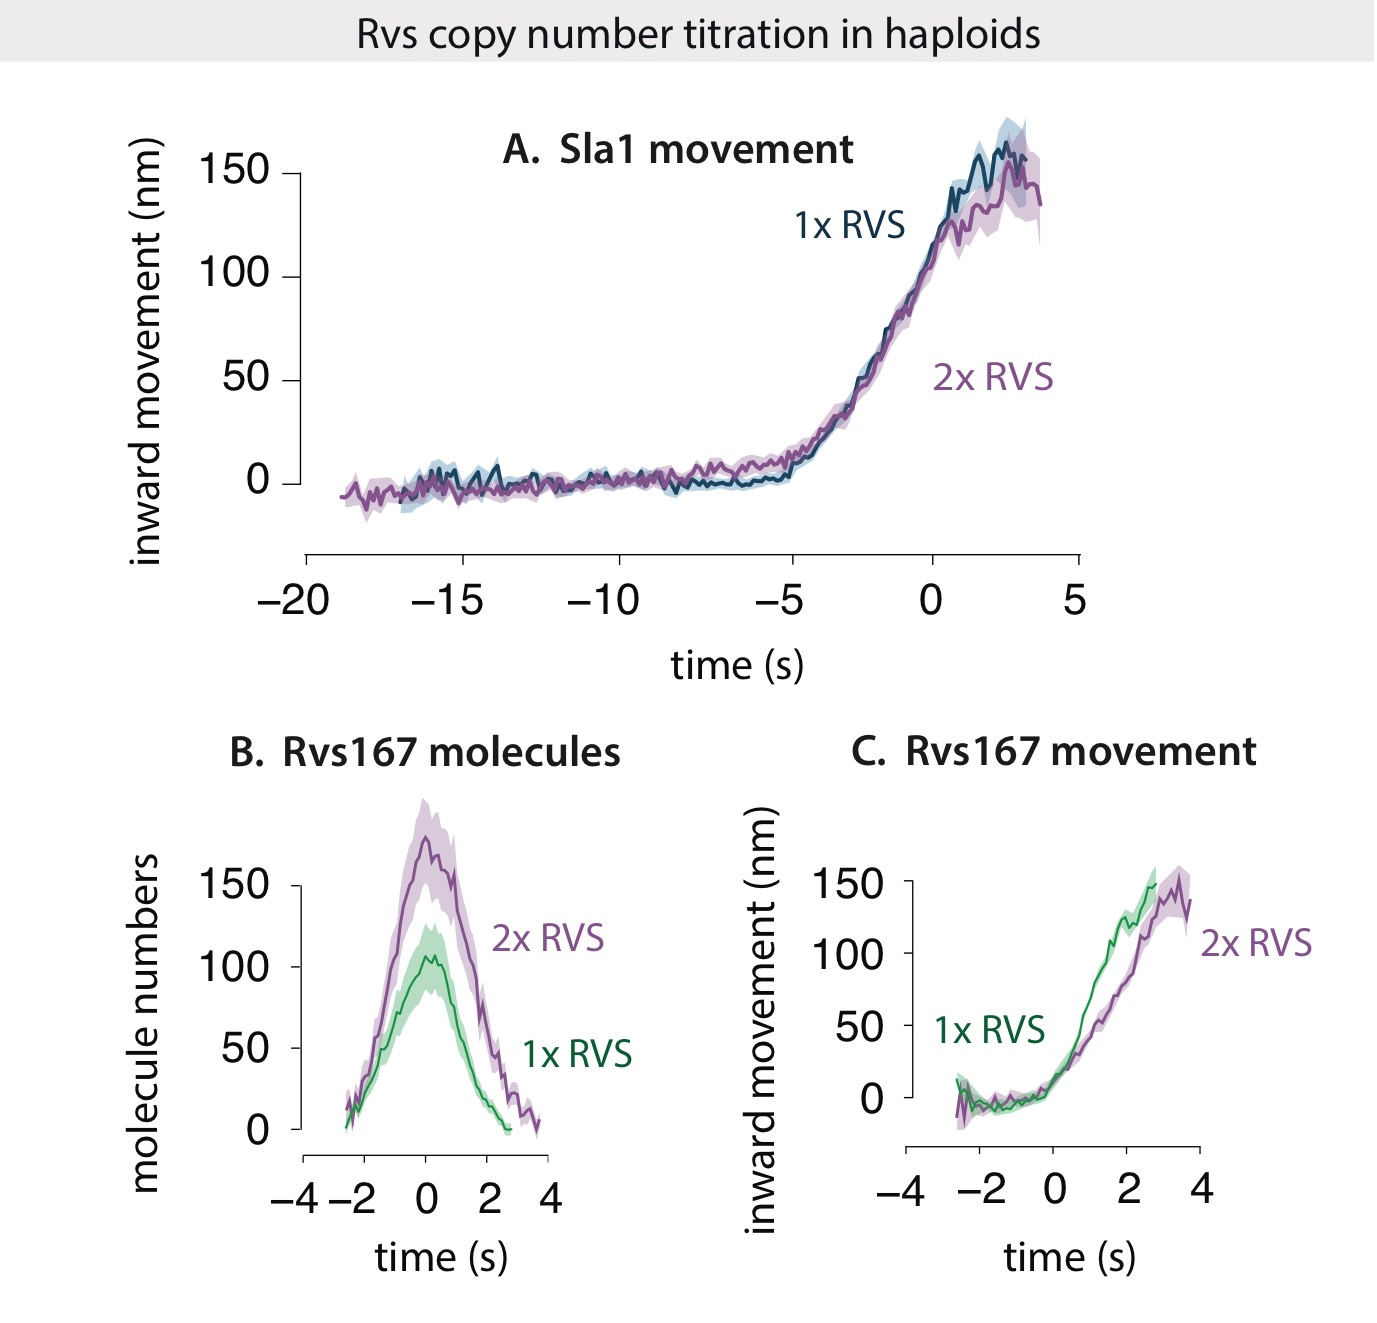 Rvs copy number titration in haploids
A. Sla1 movement
inward movement (nm)
150
100
50
0
1x RVS
2x RVS
−20 −15 −10 −5 0 5
time (s)
B. Rvs167 molecules
molecule numbers
150
100
50
0
2x RVS
1x RVS
−4 −2 0 2 4
time (s)
C. Rvs167 movement
inward movement (nm)
150
100
50
0
2x RVS
1x RVS
−4 −2 0 2 4
time (s)